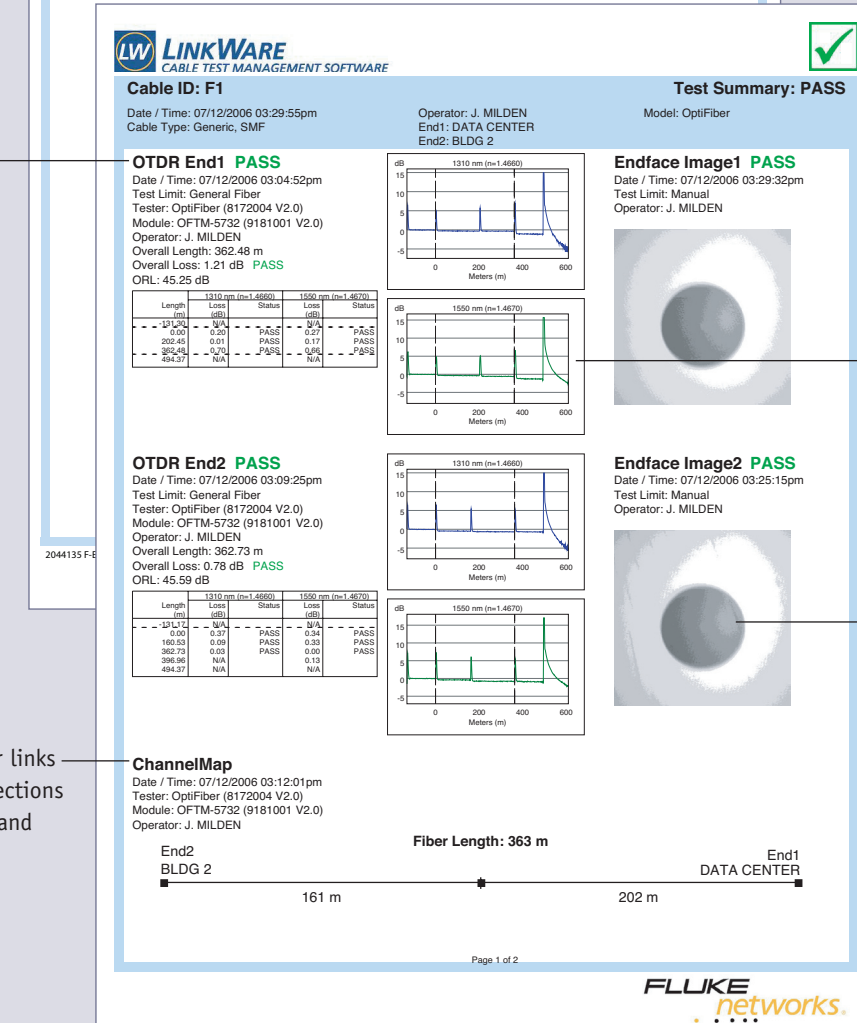 LW LINKWARE
CABLE TEST MANAGEMENT SOFTWARE
Cable ID: F1
Test Summary: PASS
Date / Time: 07/12/2006 03:29:55pm
Cable Type: Generic, SMF
Operator: J. MILDEN
End1: DATA CENTER
End2: BLDG 2
Model: OptiFiber
OTDR End1 PASS
Date / Time: 07/12/2006 03:04:52pm
Test Limit: General Fiber
Tester: OptiFiber (8172004 V2.0)
Module: OFTM-5732 (9181001 V2.0)
Operator: J. MILDEN
Overall Length: 362.48 m
Overall Loss: 1.21 dB PASS
ORL: 45.25 dB
1310 nm (n=1.4660) 1550 nm (n=1.4670)
Length Loss Status Loss Status
(m) (dB) (dB)
-131.30 N/A N/A
0.00 0.20 PASS 0.27 PASS
202.45 0.01 PASS 0.17 PASS
362.48 0.70 PASS 0.66 PASS
494.37 N/A N/A
dB 1310 nm (n=1.4660)
15
10
5
0
-5
0 200 400 600
Meters (m)
dB 1550 nm (n=1.4670)
15
10
5
0
-5
0 200 400 600
Meters (m)
Endface Image1 PASS
Date / Time: 07/12/2006 03:29:32pm
Test Limit: Manual
Operator: J. MILDEN
OTDR End2 PASS
Date / Time: 07/12/2006 03:09:25pm
Test Limit: General Fiber
Tester: OptiFiber (8172004 V2.0)
Module: OFTM-5732 (9181001 V2.0)
Operator: J. MILDEN
Overall Length: 362.73 m
Overall Loss: 0.78 dB PASS
ORL: 45.59 dB
1310 nm (n=1.4660) 1550 nm (n=1.4670)
Length Loss Status Loss Status
(m) (dB) (dB)
-131.17 N/A N/A
0.00 0.37 PASS 0.34 PASS
160.53 0.09 PASS 0.33 PASS
362.73 0.03 PASS 0.00 PASS
396.96 N/A 0.13
494.37 N/A N/A
dB 1310 nm (n=1.4660)
15
10
5
0
-5
0 200 400 600
Meters (m)
dB 1550 nm (n=1.4670)
15
10
5
0
-5
0 200 400 600
Meters (m)
Endface Image2 PASS
Date / Time: 07/12/2006 03:25:15pm
Test Limit: Manual
Operator: J. MILDEN
2044135 F-E
links
ections
and
ChannelMap
Date / Time: 07/12/2006 03:12:01pm
Tester: OptiFiber (8172004 V2.0)
Module: OFTM-5732 (9181001 V2.0)
Operator: J. MILDEN
Fiber Length: 363 m
End2
BLDG 2
End1
DATA CENTER
161 m
202 m
Page 1 of 2
FLUKE
networks.